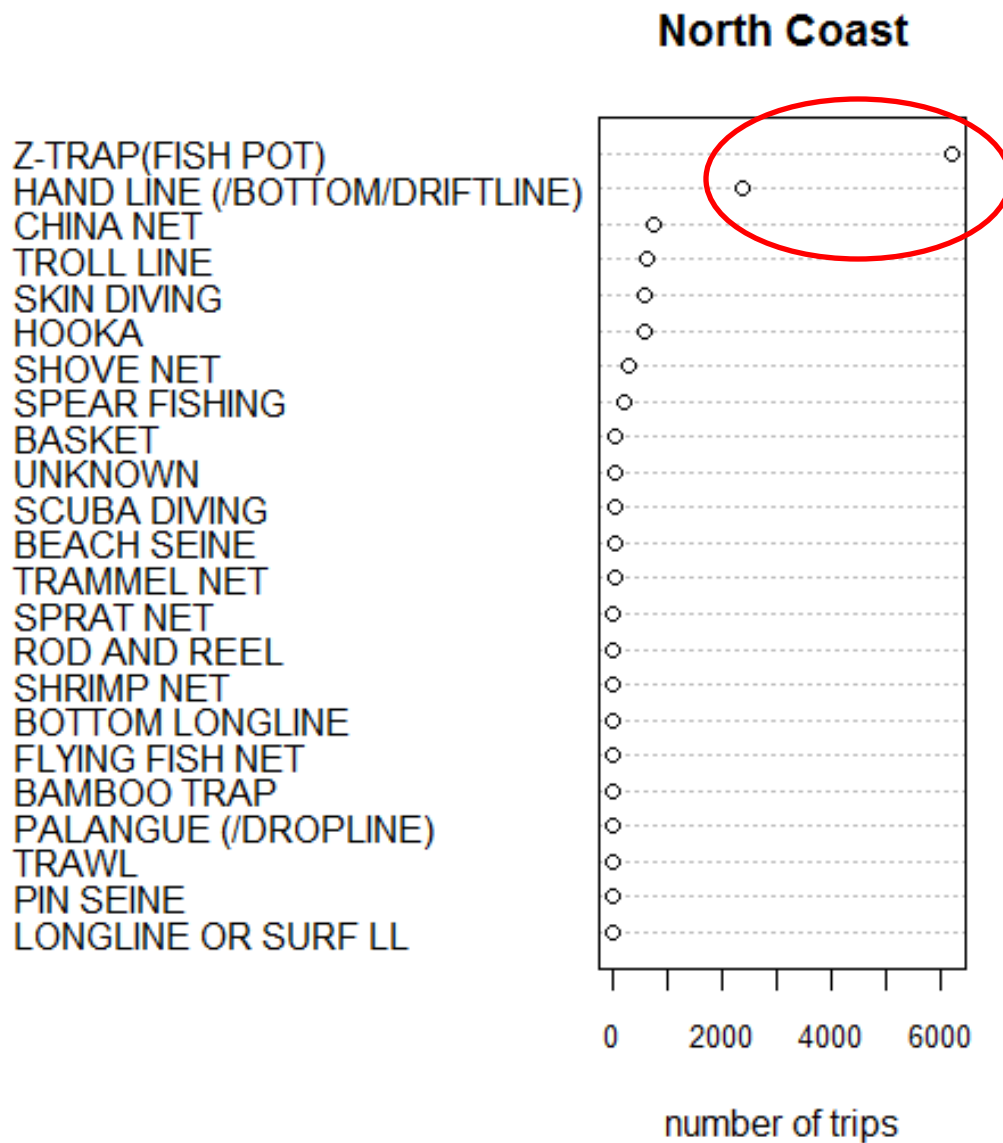 North Coast
Z-TRAP(FISH POT)
HAND LINE (/BOTTOM/DRIFTLINE)
CHINA NET
TROLL LINE
SKIN DIVING
HOOKA
SHOVE NET
SPEAR FISHING
BASKET
UNKNOWN
SCUBA DIVING
BEACH SEINE
TRAMMEL NET
SPRAT NET
ROD AND REEL
SHRIMP NET
BOTTOM LONGLINE
FLYING FISH NET
BAMBOO TRAP
PALANGUE (/DROPLINE)
TRAWL
PIN SEINE
LONGLINE OR SURF LL
0 2000 4000 6000
number of trips